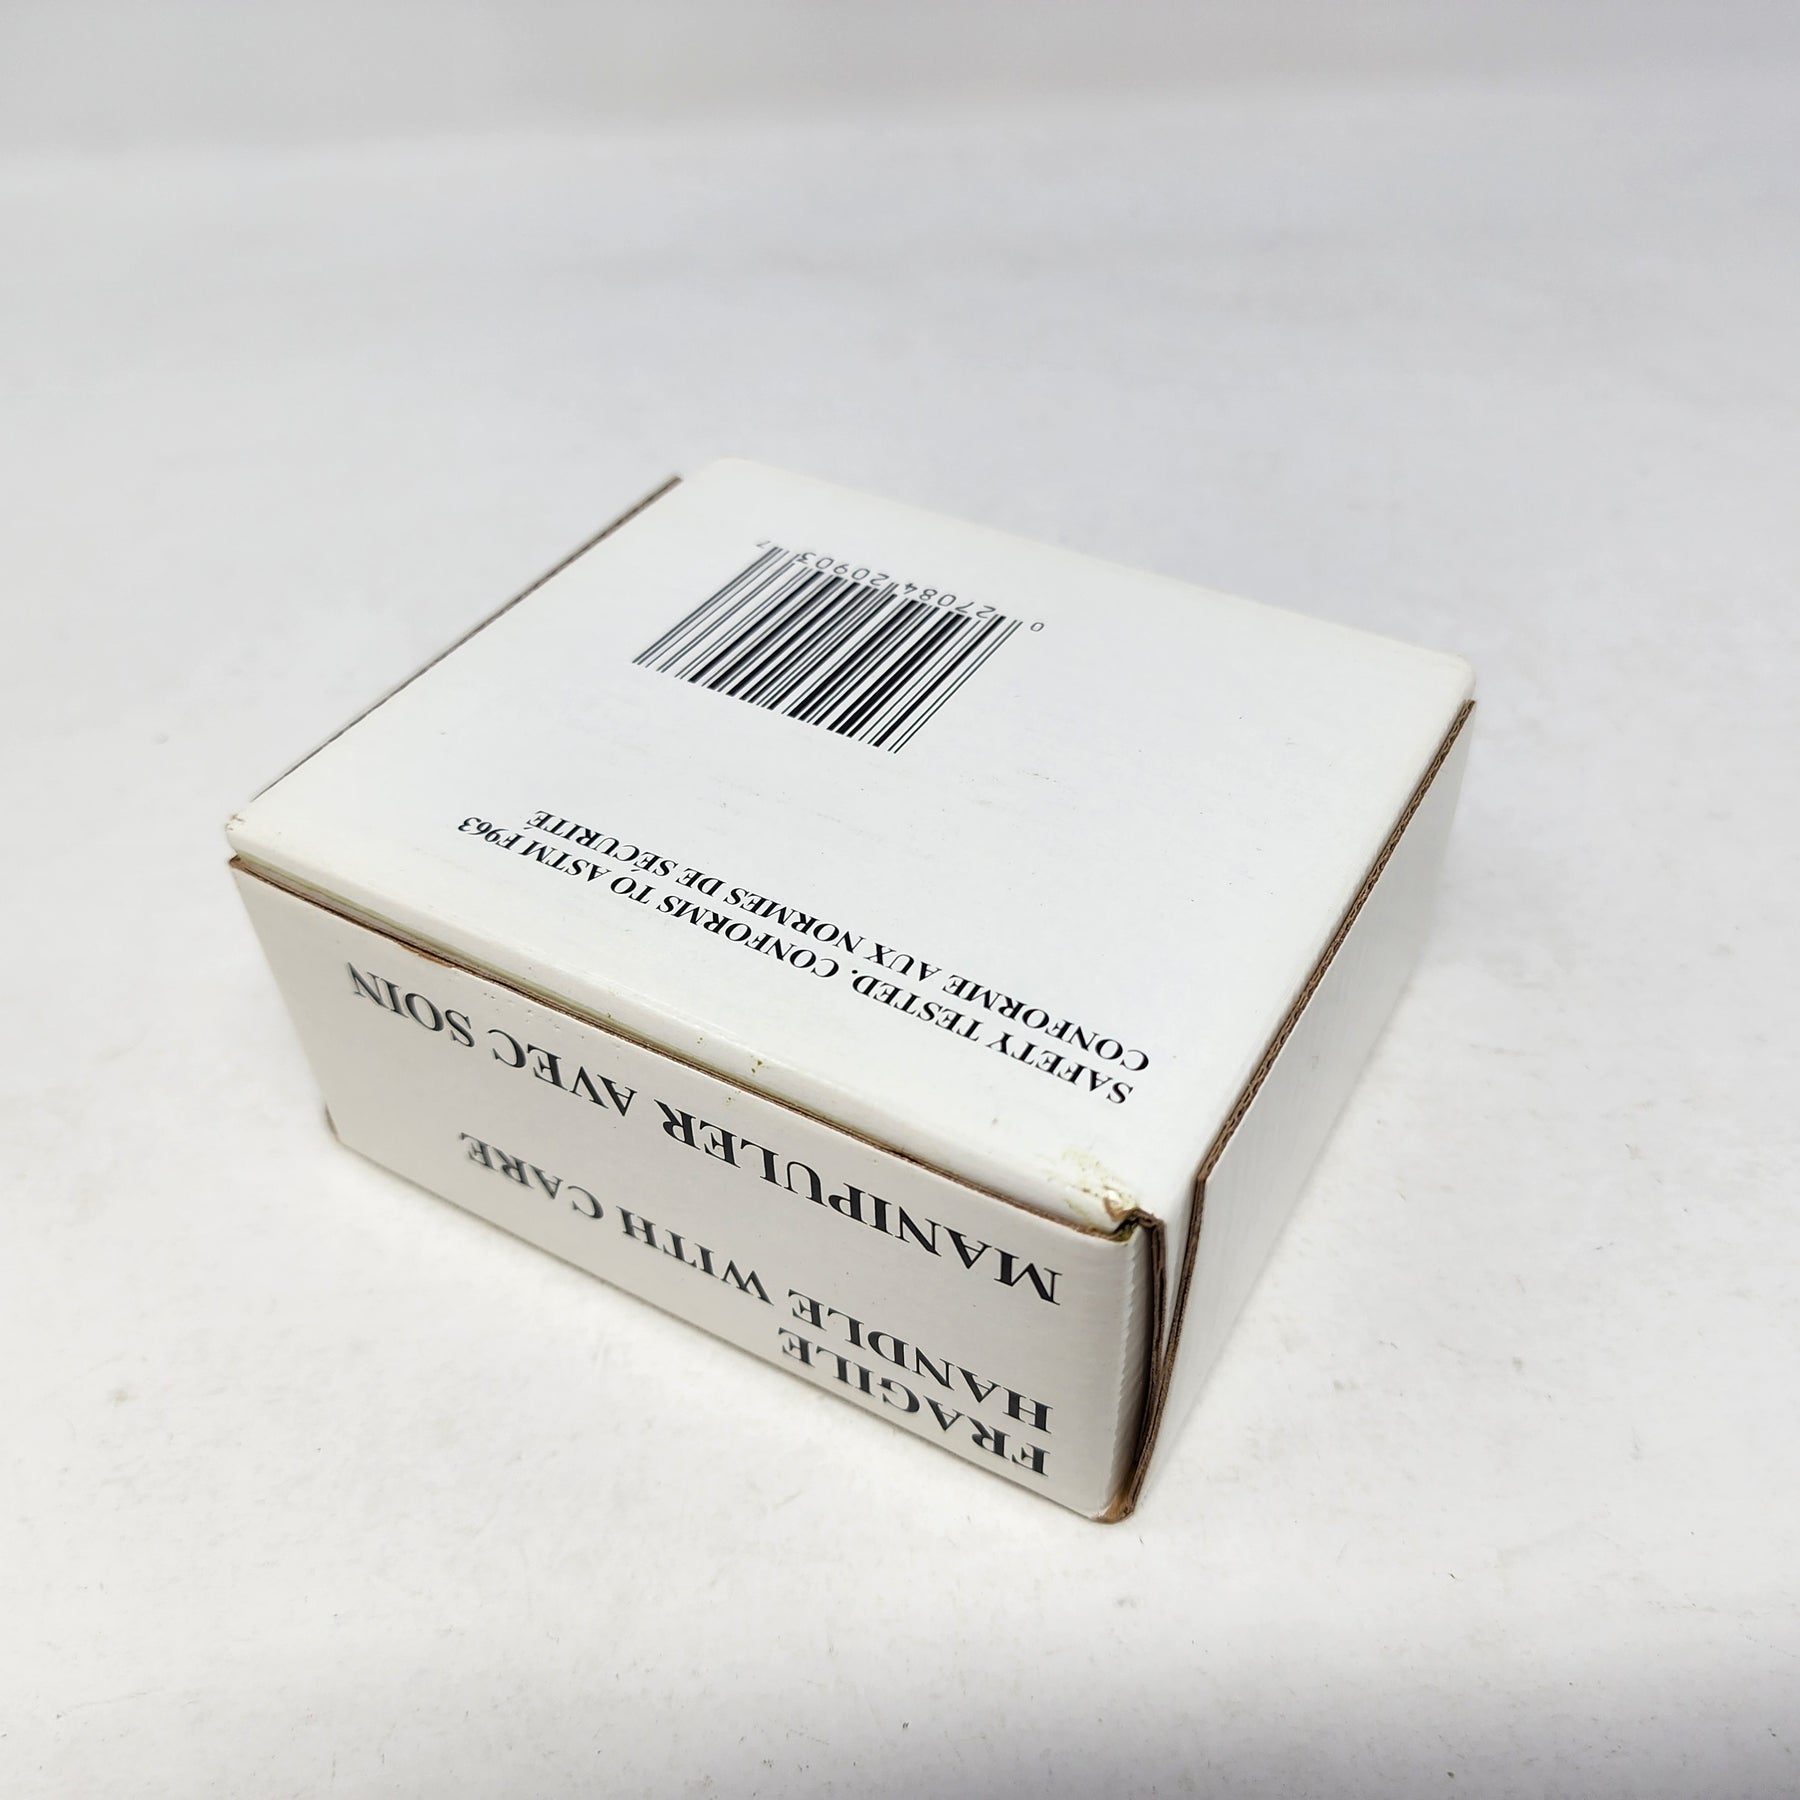 SAFETY TESTED. CONFORMS TO ASTM F963
CONFORME AUX NORMES DE SÉCURITÉ
0 27084 20903 7
FRAGILE
HANDLE WITH CARE
MANIPULER AVEC SOIN